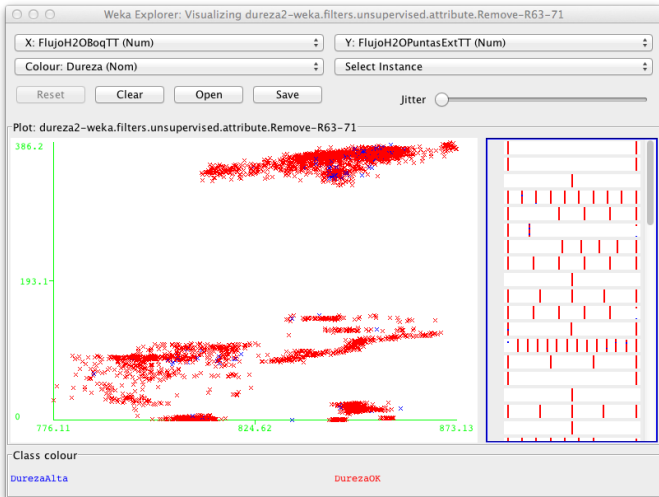 Weka Explorer: Visualizing dureza2-weka.filters.unsupervised.attribute.Remove-R63-71
X: FlujoH2OBoqTT (Num)
Y: FlujoH2OPuntasExtTT (Num)
Colour: Dureza (Nom)
Select Instance
Reset
Clear
Open
Save
Jitter
Plot: dureza2-weka.filters.unsupervised.attribute.Remove-R63-71
386.2
193.1
0
776.11
824.62
873.13
Class colour
DurezaAlta
DurezaOK